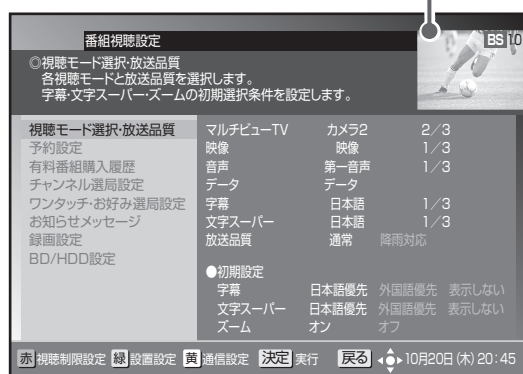 番組視聴設定
BS 10
◎視聴モード選択・放送品質
各視聴モードと放送品質を選択します。
字幕・文字スーパー・ズームの初期選択条件を設定します。
視聴モード選択・放送品質
予約設定
有料番組購入履歴
チャンネル選局設定
ワンタッチ・お好み選局設定
お知らせメッセージ
録画設定
BD/HDD設定
マルチビューTV カメラ2 2/3
映像 映像 1/3
音声 第一音声 1/3
データ データ
字幕 日本語 1/3
文字スーパー 日本語 1/3
放送品質 通常 降雨対応
●初期設定
字幕 日本語優先 外国語優先 表示しない
文字スーパー 日本語優先 外国語優先 表示しない
ズーム オン オフ
赤 視聴制限設定 緑 設置設定 黄 通信設定 決定 実行 戻る 10月20日(木)20:45